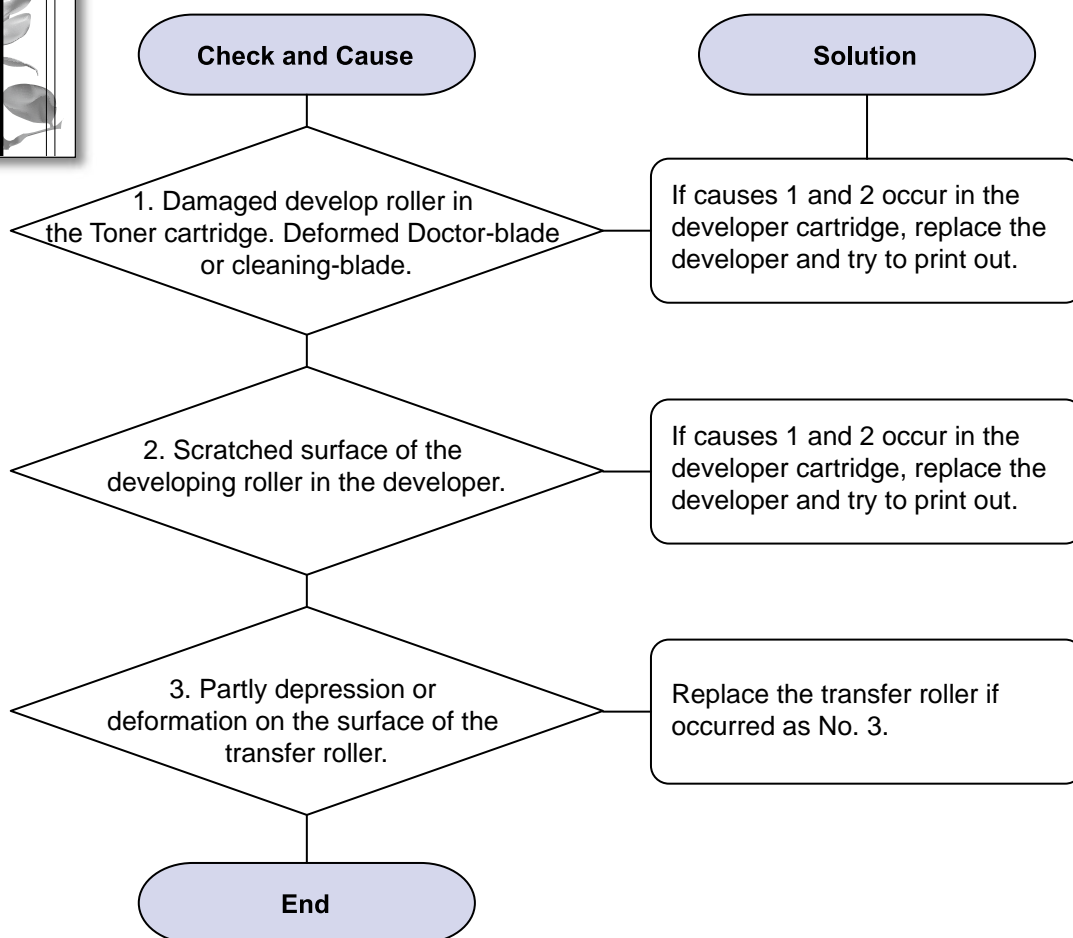 Check and Cause
Solution
1. Damaged develop roller in
the Toner cartridge. Deformed Doctor-blade
or cleaning-blade.
If causes 1 and 2 occur in the
developer cartridge, replace the
developer and try to print out.
2. Scratched surface of the
developing roller in the developer.
If causes 1 and 2 occur in the
developer cartridge, replace the
developer and try to print out.
3. Partly depression or
deformation on the surface of the
transfer roller.
Replace the transfer roller if
occurred as No. 3.
End